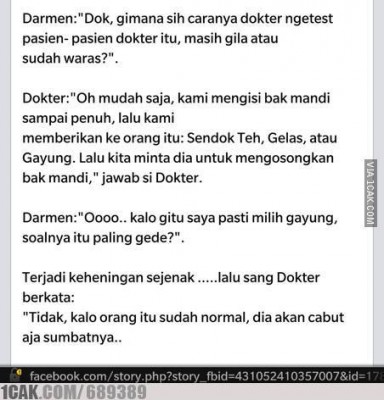 Darmen:"Dok, gimana sih caranya dokter ngetest
pasien- pasien dokter itu, masih gila atau
sudah waras?".
Dokter:"Oh mudah saja, kami mengisi bak mandi
sampai penuh, lalu kami
memberikan ke orang itu: Sendok Teh, Gelas, atau
Gayung. Lalu kita minta dia untuk mengosongkan
bak mandi," jawab si Dokter.
Darmen:"Oooo.. kalo gitu saya pasti milih gayung,
soalnya itu paling gede?".
Terjadi keheningan sejenak .....lalu sang Dokter
berkata:
"Tidak, kalo orang itu sudah normal, dia akan cabut
aja sumbatnya..
VIA 1CAK.COM
facebook.com/story.php?story_fbid=431052410357007&id=178
1CAK.COM/689389